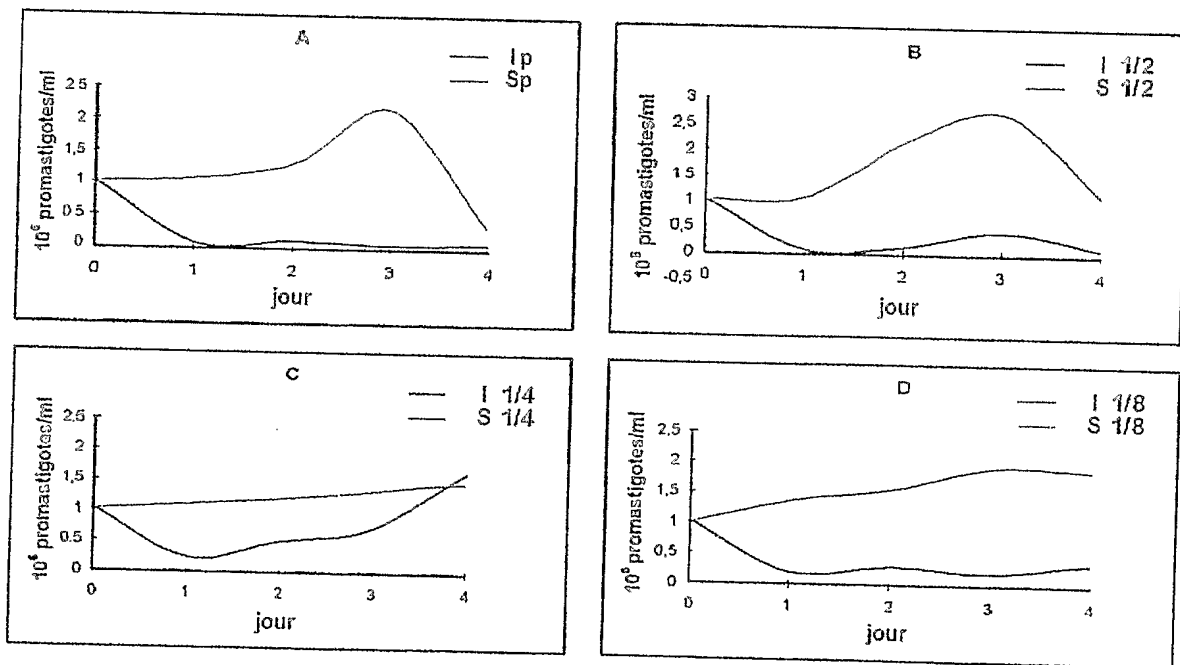 A
Ip
Sp
10⁶ promastigotes/ml
2.5
2
1,5
1
0.5
0
0 1 2 3 4
jour
B
I 1/2
S 1/2
10⁶ promastigotes/ml
3
2,5
2
1,5
1
0,5
0
-0,5
0 1 2 3 4
jour
C
I 1/4
S 1/4
10⁶ promastigotes/ml
2,5
2
1,5
1
0.5
0
0 1 2 3 4
jour
D
I 1/8
S 1/8
10⁶ promastigotes/ml
2,5
2
1,5
1
0,5
0
0 1 2 3 4
jour